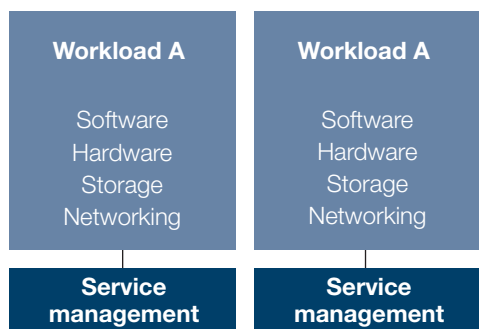 Workload A
Software
Hardware
Storage
Networking
Service
management
Workload A
Software
Hardware
Storage
Networking
Service
management